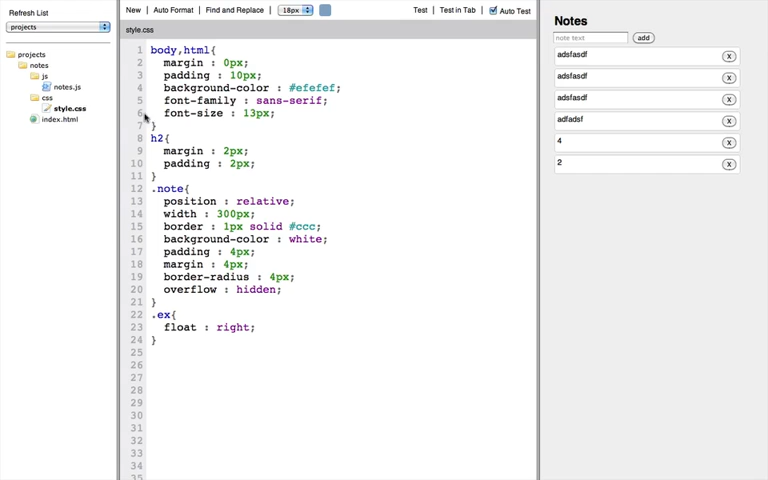 Refresh List
projects
projects
notes
js
notes.js
css
style.css
index.html
New | Auto Format | Find and Replace | 18px
Test | Test in Tab | Auto Test
style.css
1 body,html{
2 margin : 0px;
3 padding : 10px;
4 background-color : #efefef;
5 font-family : sans-serif;
6 font-size : 13px;
7 }
8 h2{
9 margin : 2px;
10 padding : 2px;
11 }
12 .note{
13 position : relative;
14 width : 300px;
15 border : 1px solid #ccc;
16 background-color : white;
17 padding : 4px;
18 margin : 4px;
19 border-radius : 4px;
20 overflow : hidden;
21 }
22 .ex{
23 float : right;
24 }
25
26
27
28
29
30
31
32
33
34
35
Notes
note text add
adsfasdf X
adsfasdf X
adsfasdf X
adfadsf X
4 X
2 X